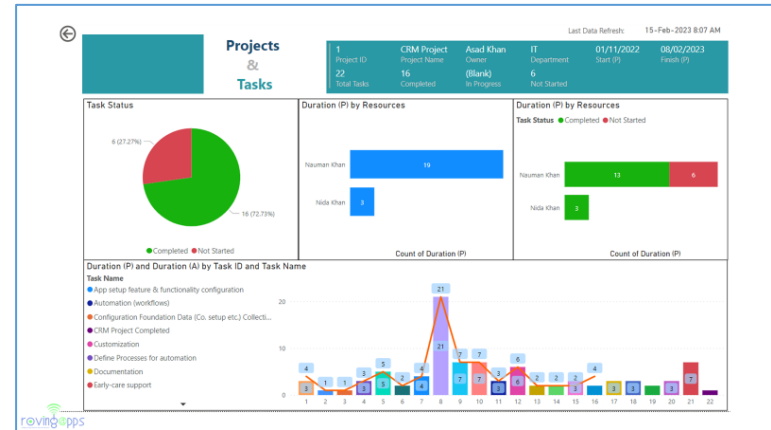 Last Data Refresh: 15-Feb-2023 8:07 AM
Projects
&
Tasks
1 CRM Project Asad Khan IT 01/11/2022 08/02/2023
Project ID Project Name Owner Department Start (P) Finish (P)
22 16 (Blank) 6
Total Tasks Completed In Progress Not Started
Task Status
6 (27.27%)
16 (72.73%)
Completed Not Started
Duration (P) by Resources
Nauman Khan 19
Nida Khan 3
Count of Duration (P)
Duration (P) by Resources
Task Status Completed Not Started
Nauman Khan 13 6
Nida Khan 3
Count of Duration (P)
Duration (P) and Duration (A) by Task ID and Task Name
Task Name
App setup feature & functionality configuration
Automation (workflows)
Configuration Foundation Data (Co. setup etc.) Collecti...
CRM Project Completed
Customization
Define Processes for automation
Documentation
Early-care support
20
10
0
4 1 1 3 5 2 4 21 7 7 3 6 2 2 2 4
3 3 5 4 21 7 7 3 6 3 3 3 3 7
1 2 3 4 5 6 7 8 9 10 11 12 13 14 15 16 17 18 19 20 21 22
rovingapps